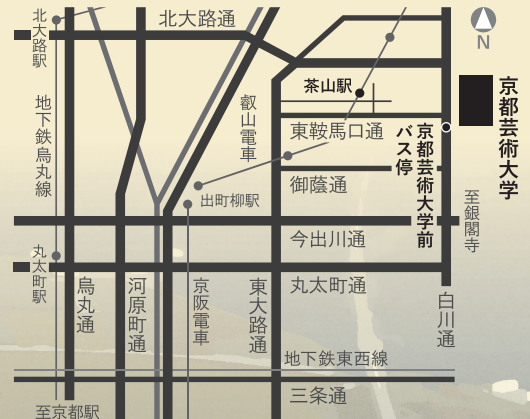 北大路駅
北大路通
N
茶山駅
京都芸術大学
地下鉄烏丸線
叡山電車
東鞍馬口通
バス停
京都芸術大学前
御蔭通
出町柳駅
至銀閣寺
今出川通
丸太町駅
烏丸通
河原町通
京阪電車
東大路通
丸太町通
白川通
地下鉄東西線
三条通
至京都駅